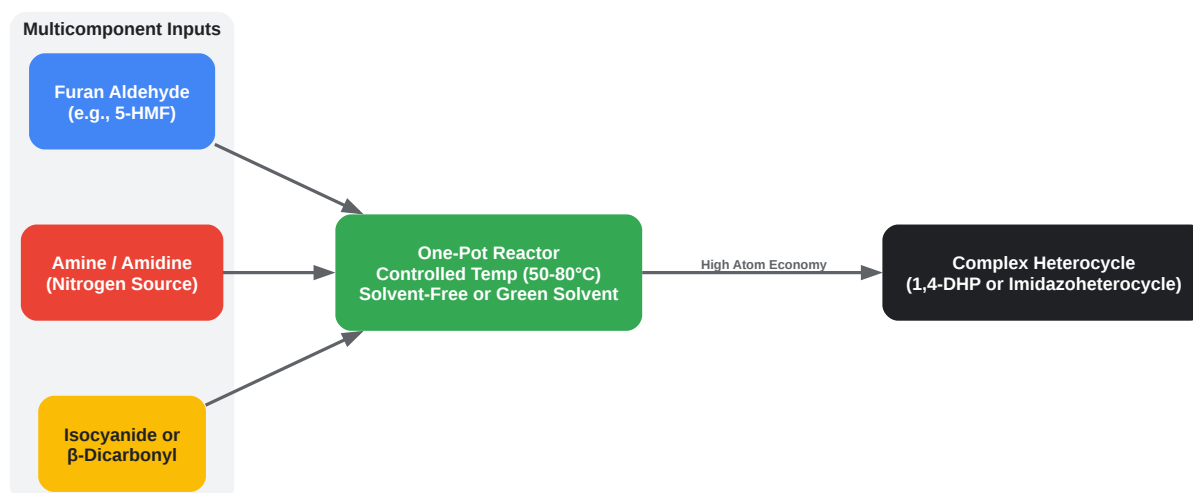 Multicomponent Inputs
Furan Aldehyde
(e.g., 5-HMF)
Amine / Amidine
(Nitrogen Source)
Isocyanide or
β-Dicarbonyl
One-Pot Reactor
Controlled Temp (50-80°C)
Solvent-Free or Green Solvent
High Atom Economy
Complex Heterocycle
(1,4-DHP or Imidazoheterocycle)